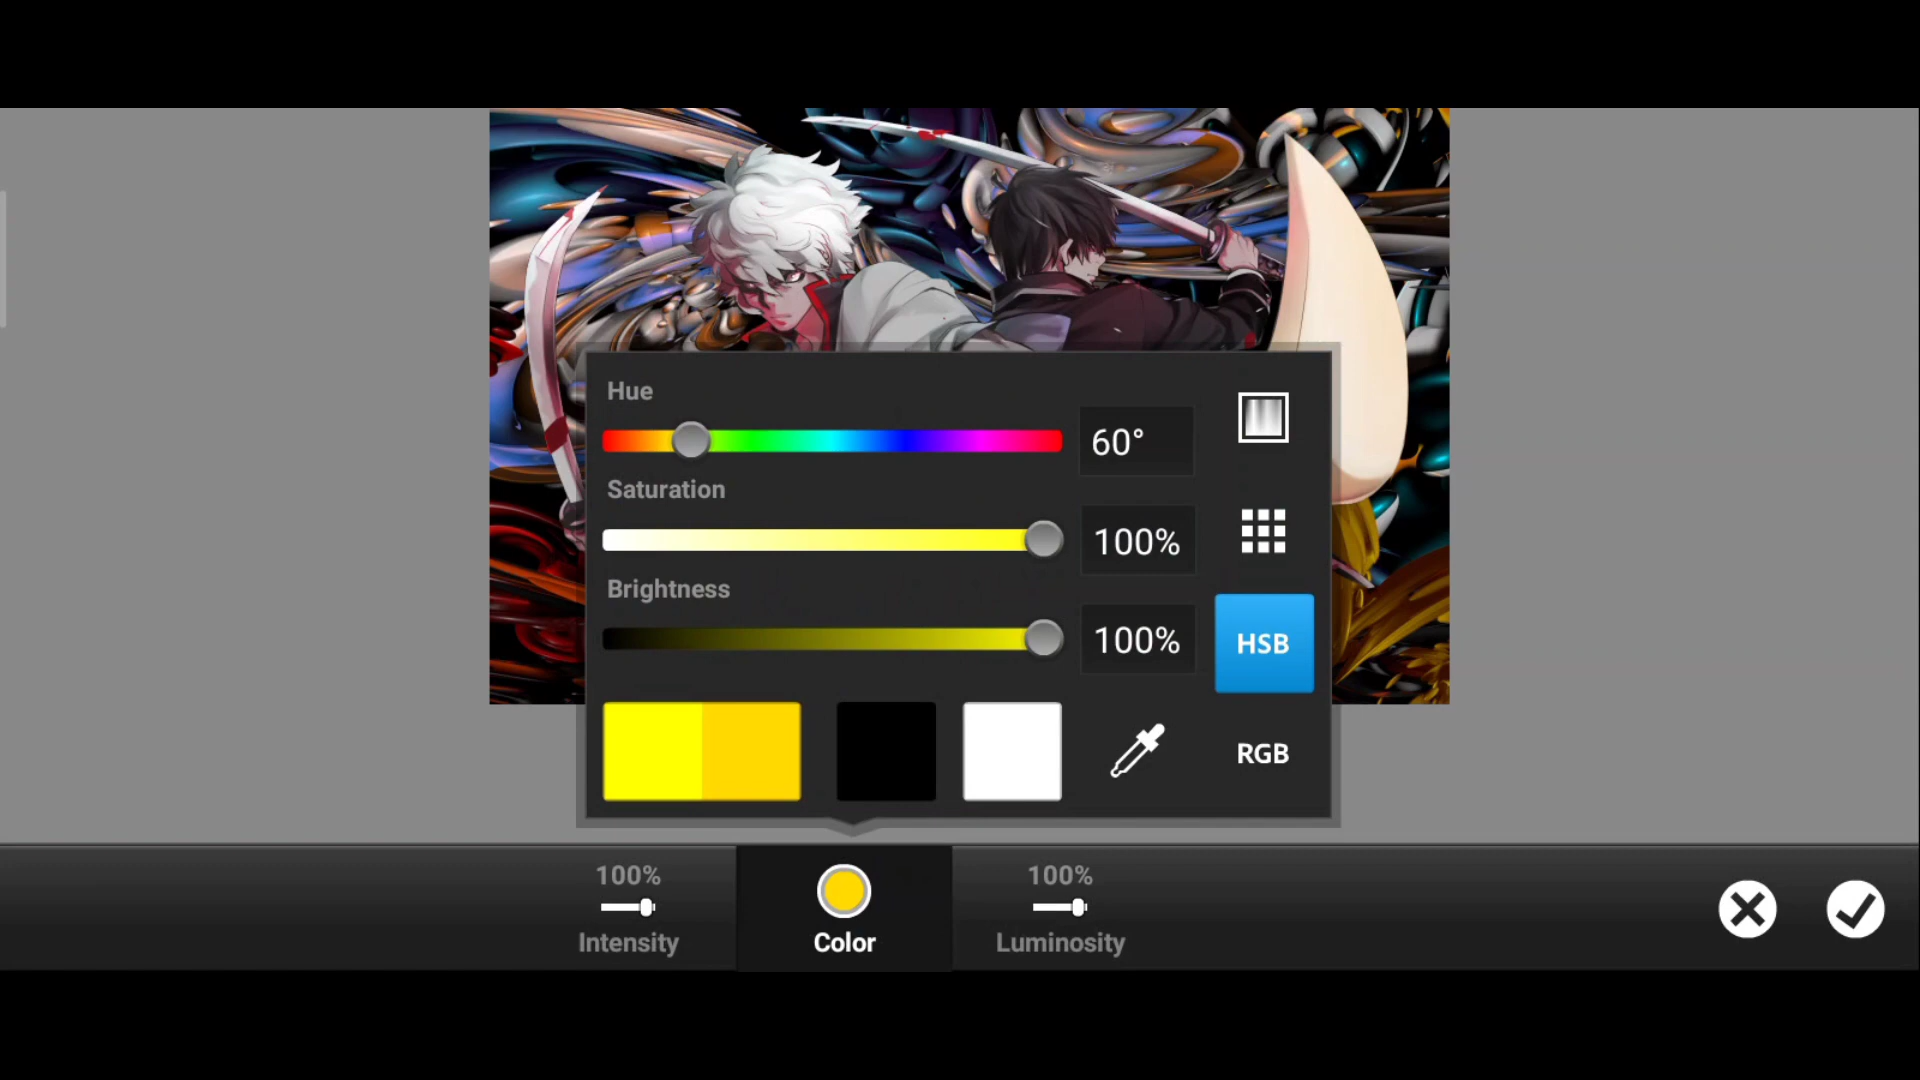 Hue
60°
Saturation
100%
Brightness
100%
HSB
RGB
100%
Intensity
Color
100%
Luminosity